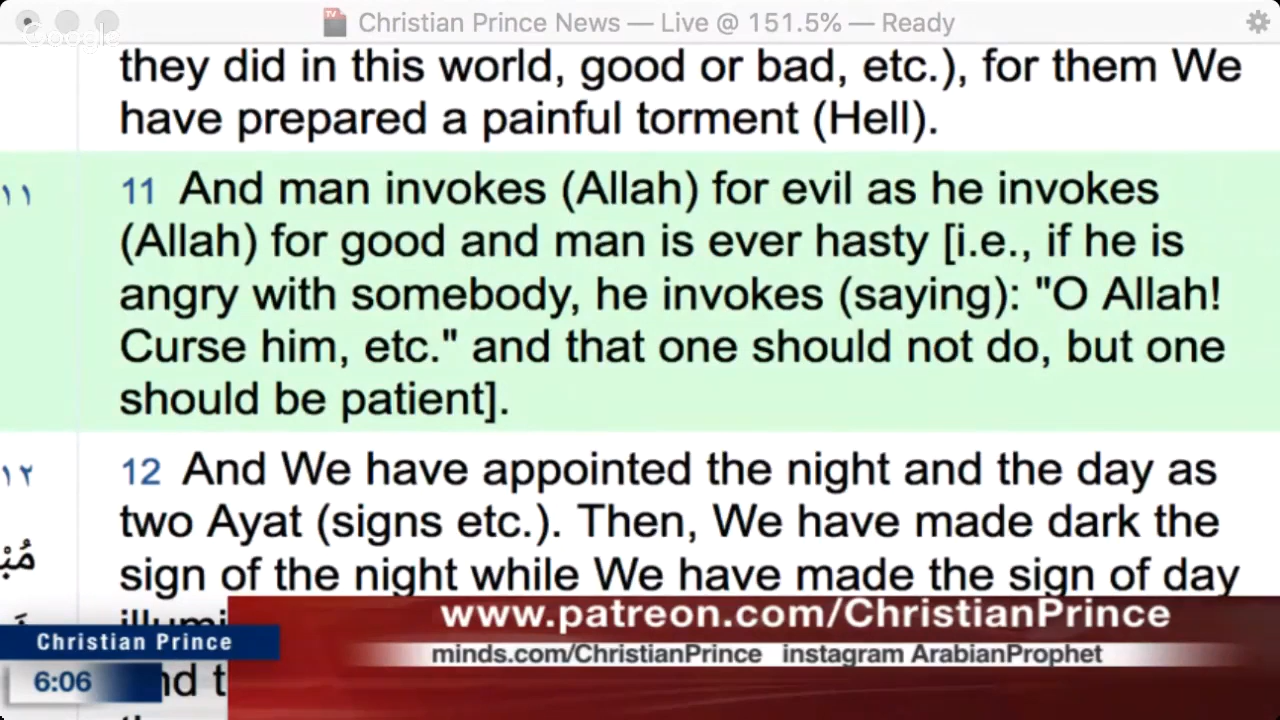 Christian Prince News — Live @ 151.5% — Ready
Google
they did in this world, good or bad, etc.), for them We
have prepared a painful torment (Hell).
١١
11 And man invokes (Allah) for evil as he invokes
(Allah) for good and man is ever hasty [i.e., if he is
angry with somebody, he invokes (saying): "O Allah!
Curse him, etc." and that one should not do, but one
should be patient].
١٢
12 And We have appointed the night and the day as
two Ayat (signs etc.). Then, We have made dark the
sign of the night while We have made the sign of day
www.patreon.com/ChristianPrince
Christian Prince
minds.com/ChristianPrince instagram ArabianProphet
6:06